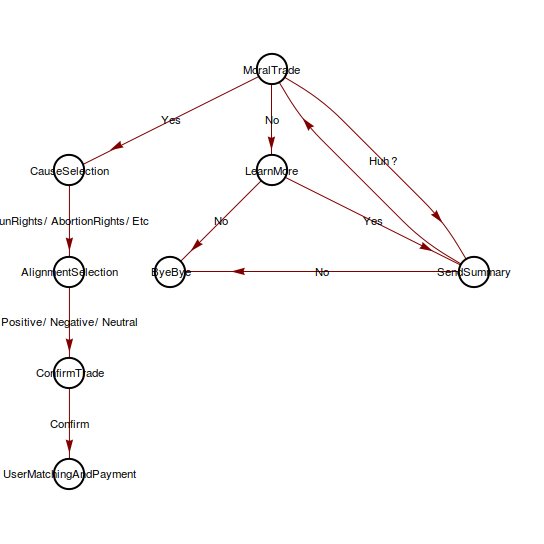 MoralTrade
Yes
No
Huh ?
CauseSelection
LearnMore
unRights/ AbortionRights/ Etc
No
Yes
AlignmentSelection
ByeBye
No
SendSummary
Positive/ Negative/ Neutral
ConfirmTrade
Confirm
UserMatchingAndPayment